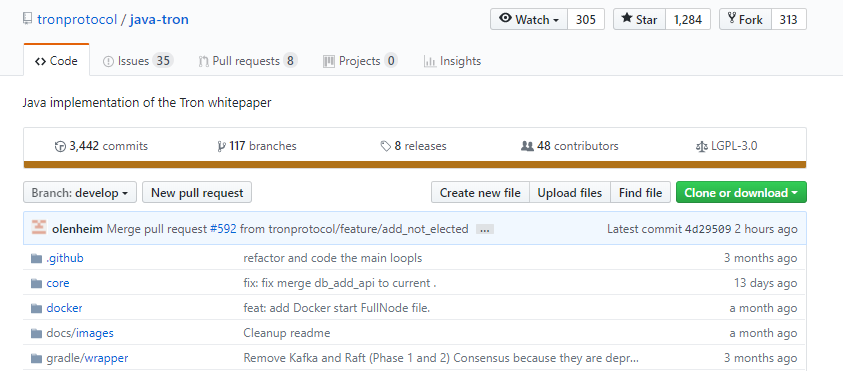 tronprotocol / java-tron Watch 305 Star 1,284 Fork 313
Code Issues 35 Pull requests 8 Projects 0 Insights
Java implementation of the Tron whitepaper
3,442 commits 117 branches 8 releases 48 contributors LGPL-3.0
Branch: develop New pull request Create new file Upload files Find file Clone or download
olenheim Merge pull request #592 from tronprotocol/feature/add_not_elected ... Latest commit 4d29509 2 hours ago
.github refactor and code the main loopls 3 months ago
core fix: fix merge db_add_api to current . 13 days ago
docker feat: add Docker start FullNode file. a month ago
docs/images Cleanup readme a month ago
gradle/wrapper Remove Kafka and Raft (Phase 1 and 2) Consensus because they are depr... 3 months ago